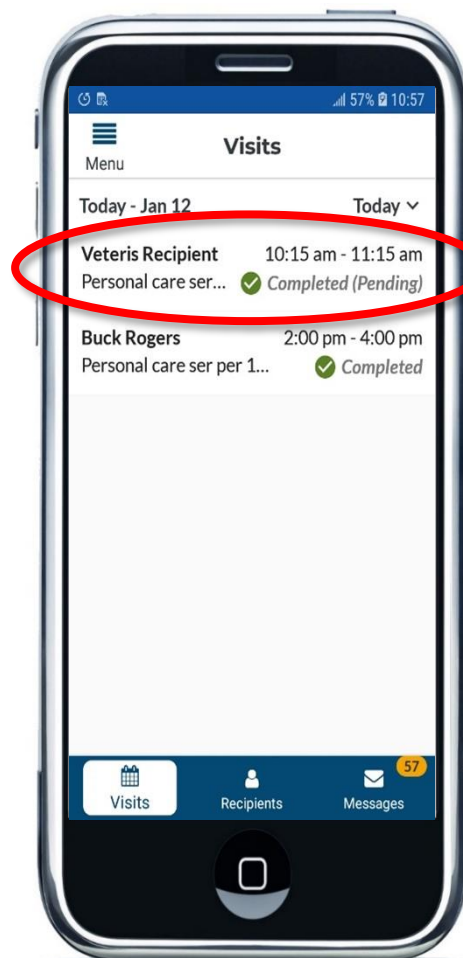 57% 10:57
Menu
Visits
Today - Jan 12 Today
Veteris Recipient 10:15 am - 11:15 am
Personal care ser... Completed (Pending)
Buck Rogers 2:00 pm - 4:00 pm
Personal care ser per 1... Completed
57
Visits Recipients Messages